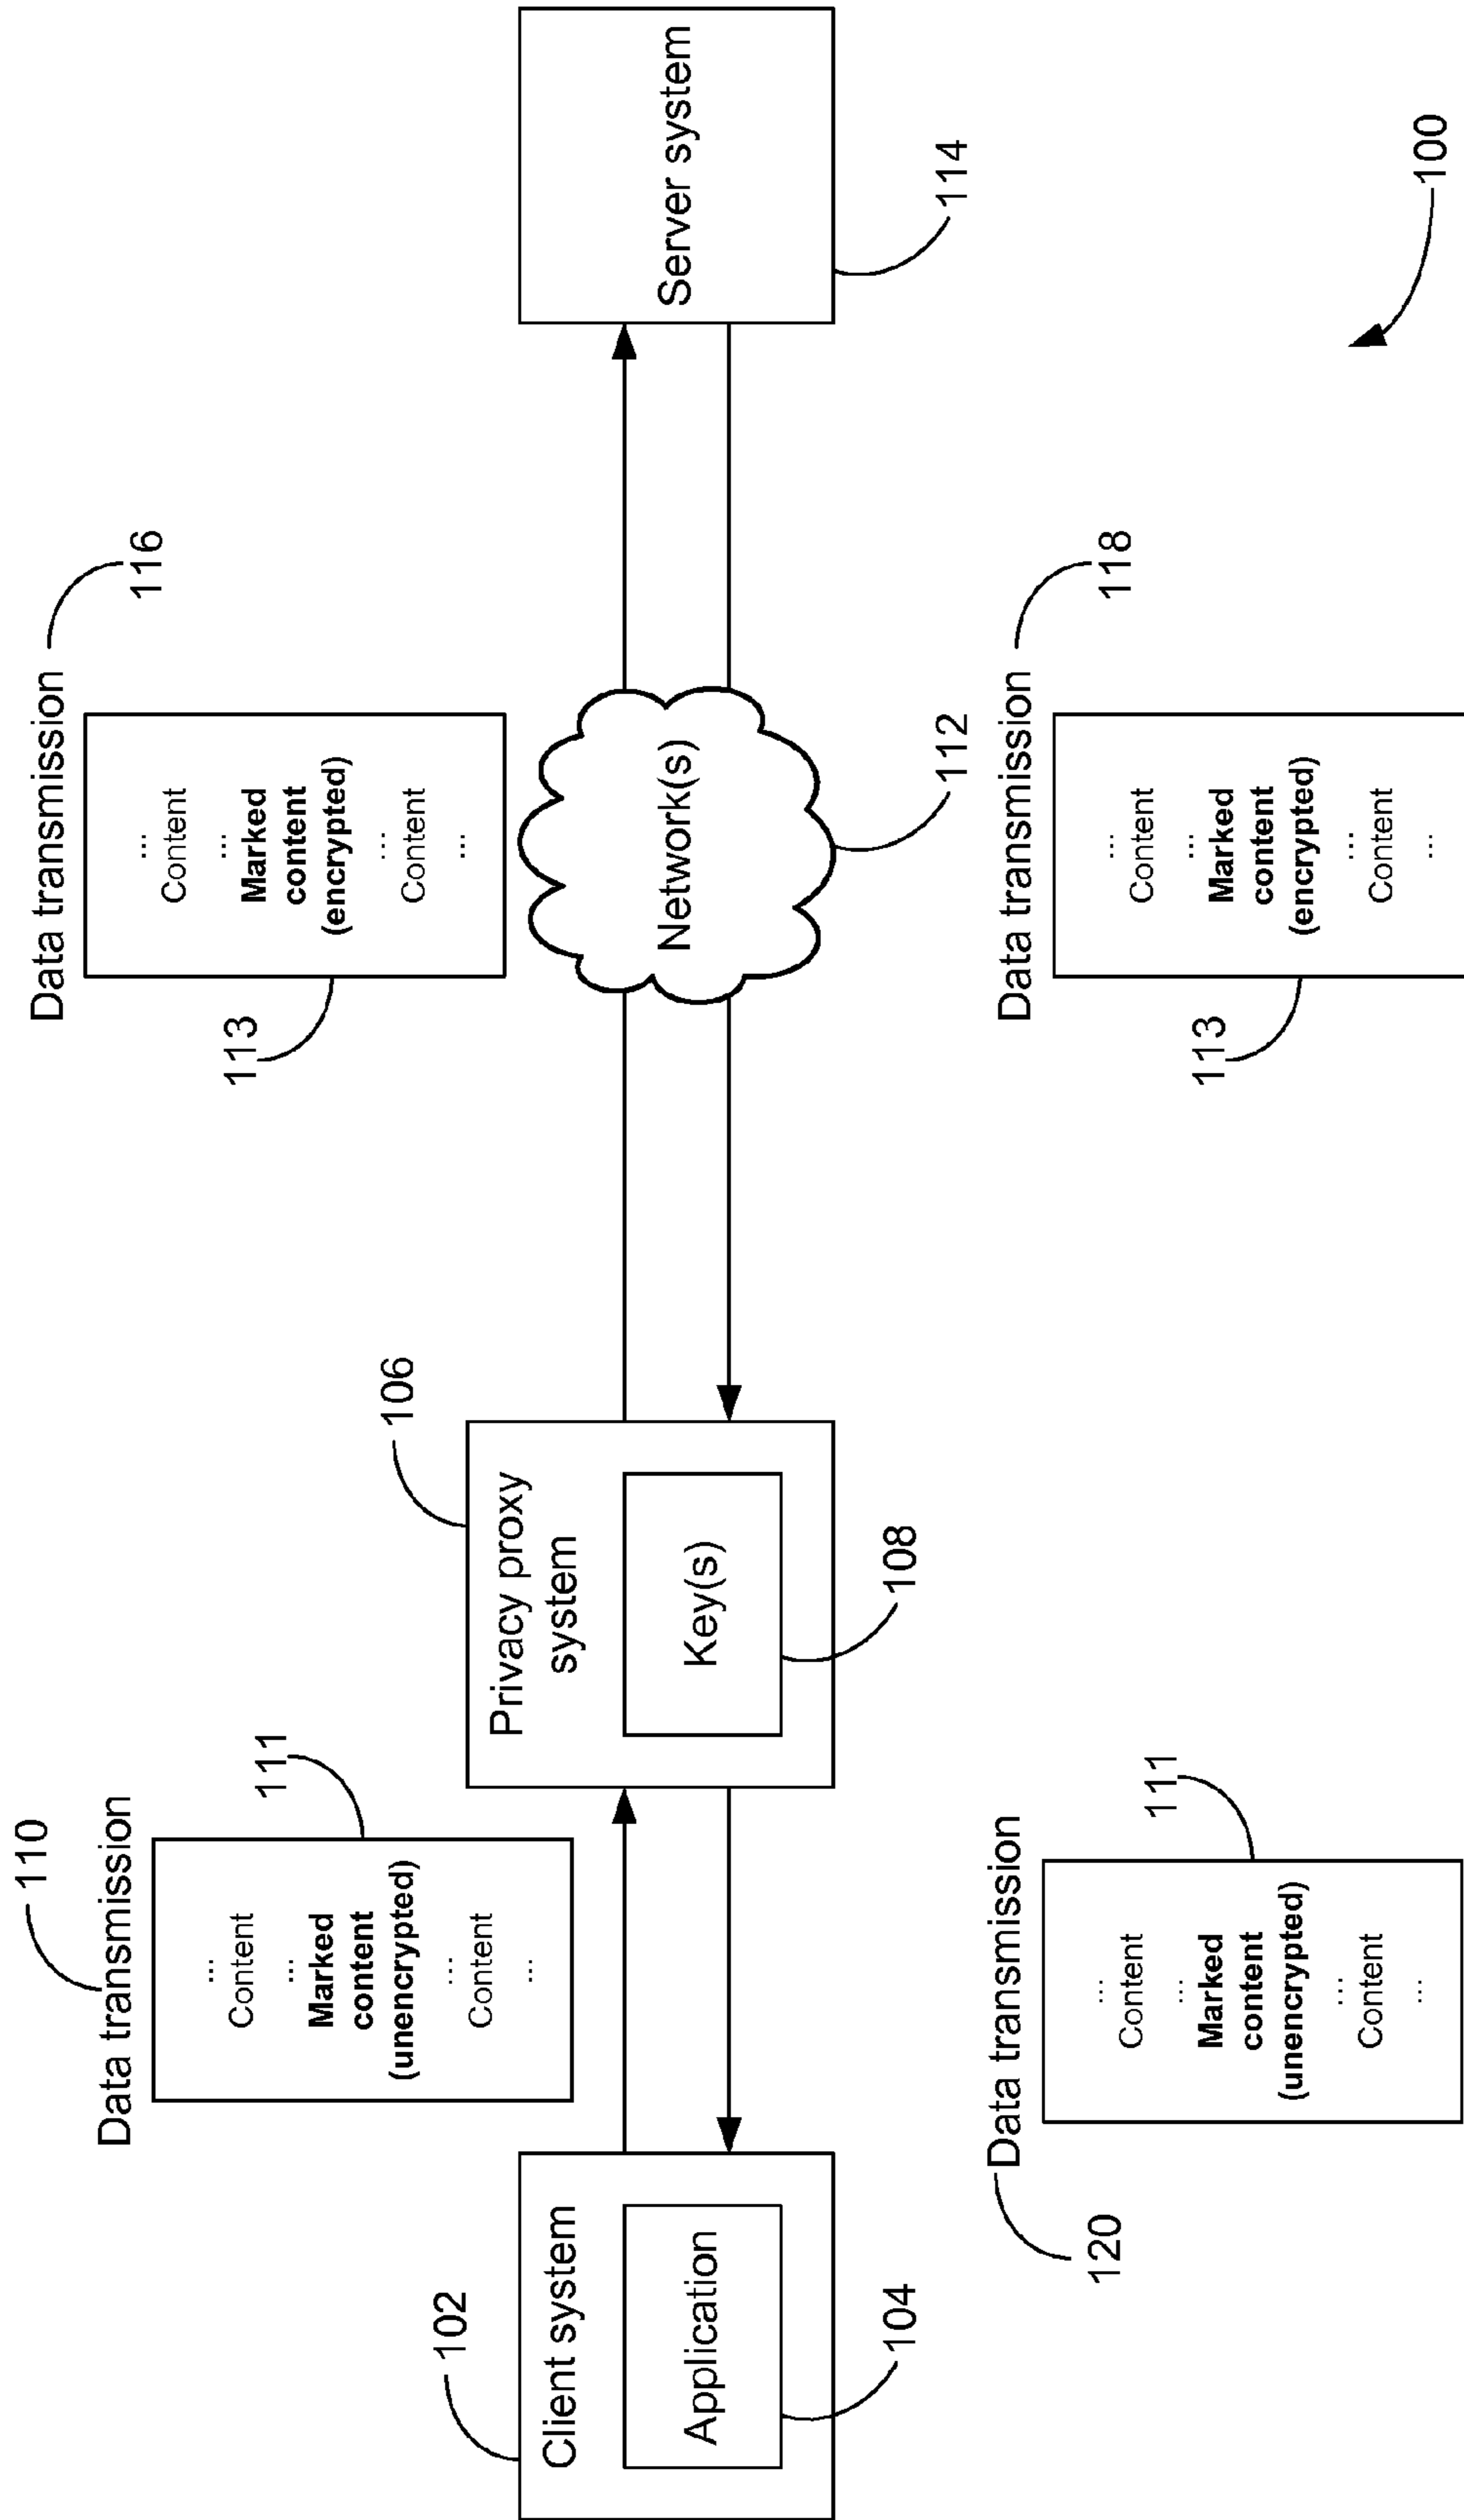 110
Data transmission
...
Content
...
Marked
content
(unencrypted)
...
Content
...
111
Data transmission
116
...
Content
...
Marked
content
(encrypted)
...
Content
...
113
102
Client system
Application
104
106
Privacy proxy
system
Key(s)
108
Network(s)
112
Server system
114
120
Data transmission
...
Content
...
Marked
content
(unencrypted)
...
Content
...
111
Data transmission
118
...
Content
...
Marked
content
(encrypted)
...
Content
...
113
100